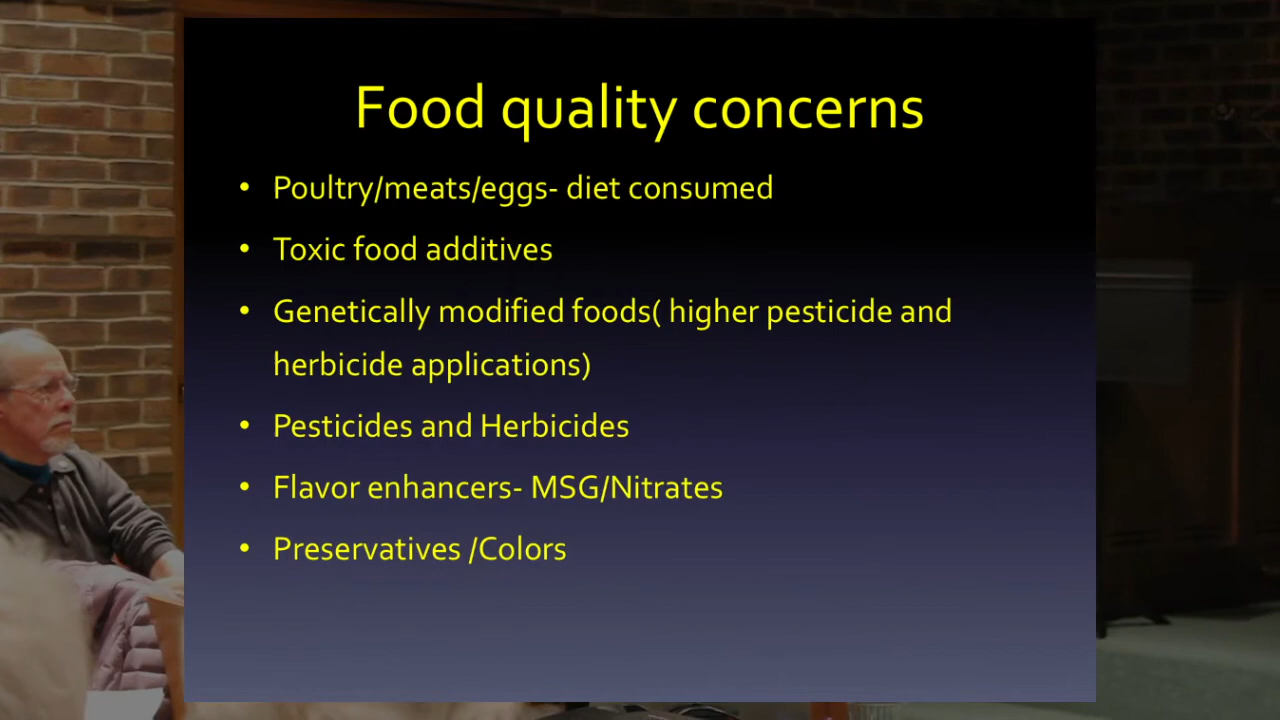 Food quality concerns
• Poultry/meats/eggs- diet consumed
• Toxic food additives
• Genetically modified foods( higher pesticide and
herbicide applications)
• Pesticides and Herbicides
• Flavor enhancers- MSG/Nitrates
• Preservatives /Colors